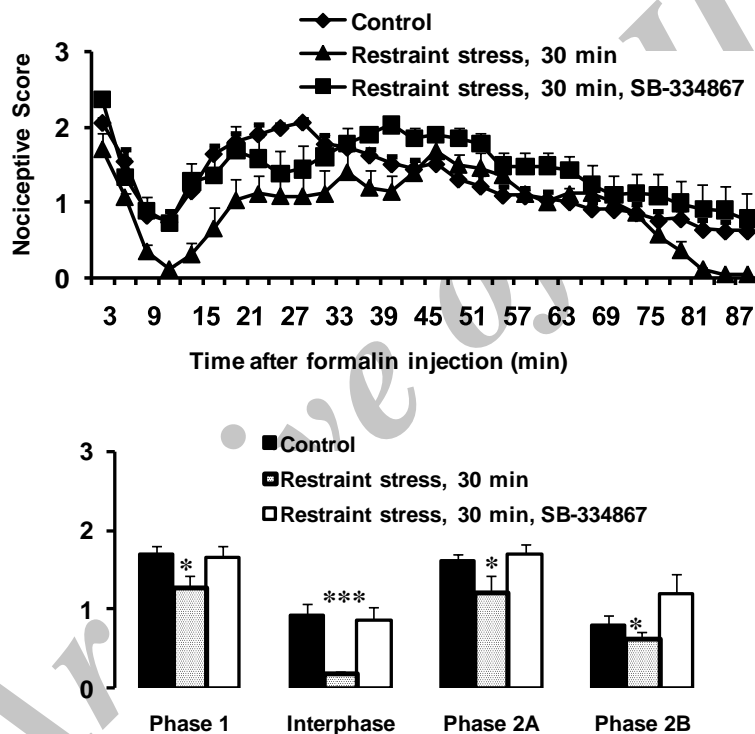 Control
Restraint stress, 30 min
Restraint stress, 30 min, SB-334867
Nociceptive Score
3
2
1
0
3 9 15 21 27 33 39 45 57 63 69 75 81 87
Time after formalin injection (min)
3
2
1
0
Control
Restraint stress, 30 min
Restraint stress, 30 min, SB-334867
* *** * *
Phase 1 Interphase Phase 2A Phase 2B